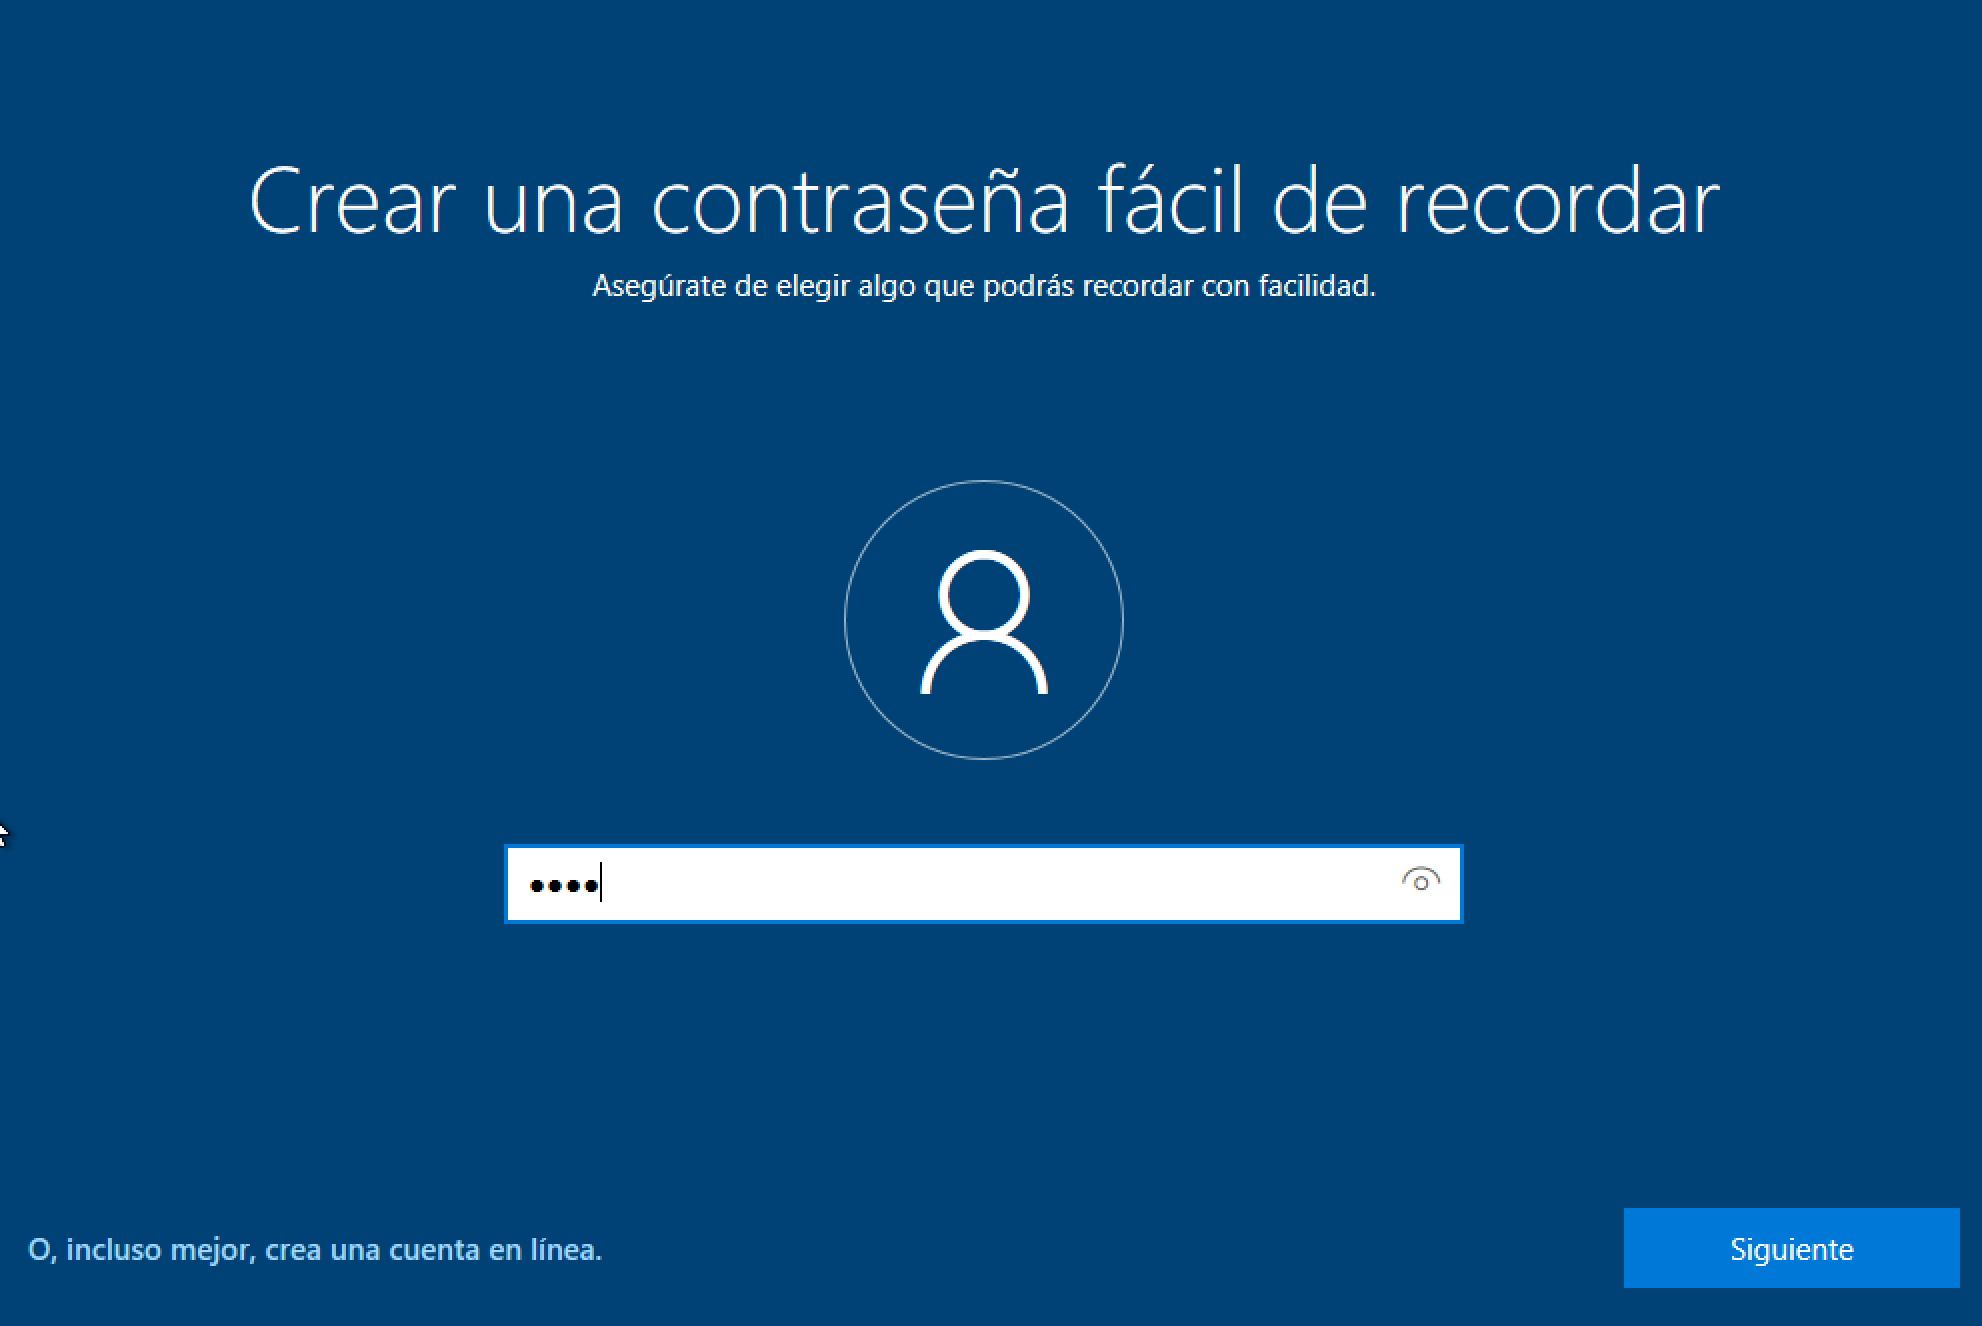 Crear una contraseña fácil de recordar
Asegúrate de elegir algo que podrás recordar con facilidad.
••••
O, incluso mejor, crea una cuenta en línea.
Siguiente